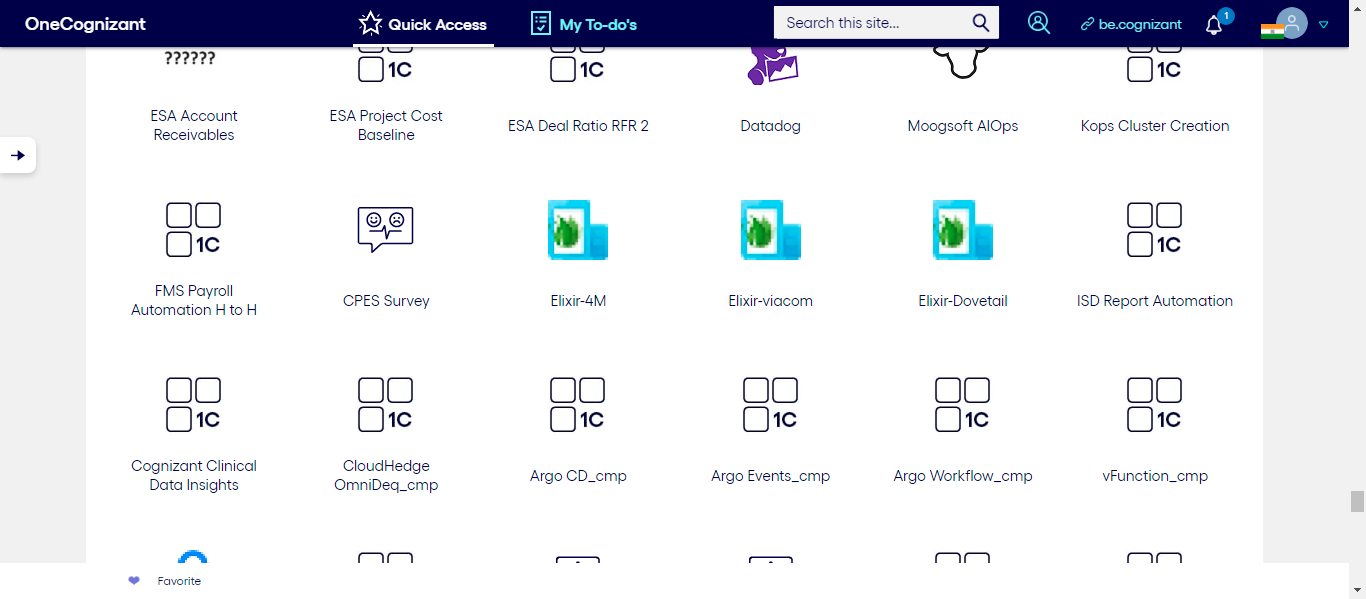 OneCognizant
Quick Access
My To-do's
Search this site...
be.cognizant
1
??????
1C
1C
1C
ESA Account
Receivables
ESA Project Cost
Baseline
ESA Deal Ratio RFR 2
Datadog
Moogsoft AIOps
Kops Cluster Creation
1C
1C
FMS Payroll
Automation H to H
CPES Survey
Elixir-4M
Elixir-viacom
Elixir-Dovetail
ISD Report Automation
1C
1C
1C
1C
1C
1C
Cognizant Clinical
Data Insights
CloudHedge
OmniDeq_cmp
Argo CD_cmp
Argo Events_cmp
Argo Workflow_cmp
vFunction_cmp
Favorite